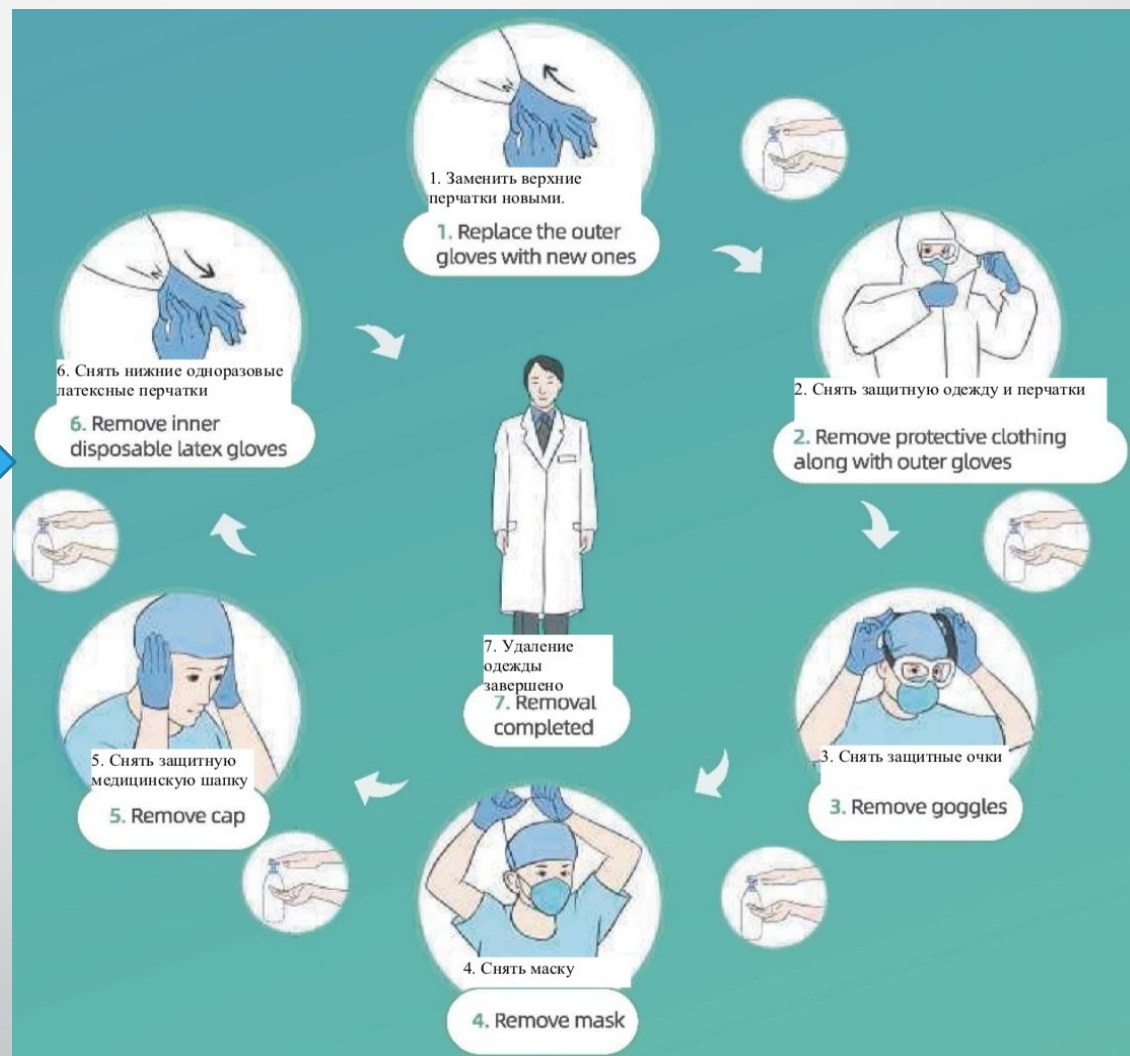 1. Заменить верхние
перчатки новыми.
1. Replace the outer
gloves with new ones
2. Снять защитную одежду и перчатки
2. Remove protective clothing
along with outer gloves
3. Снять защитные очки
3. Remove goggles
4. Снять маску
4. Remove mask
5. Снять защитную
медицинскую шапку
5. Remove cap
6. Снять нижние одноразовые
латексные перчатки
6. Remove inner
disposable latex gloves
7. Удаление
одежды
завершено
7. Removal
completed